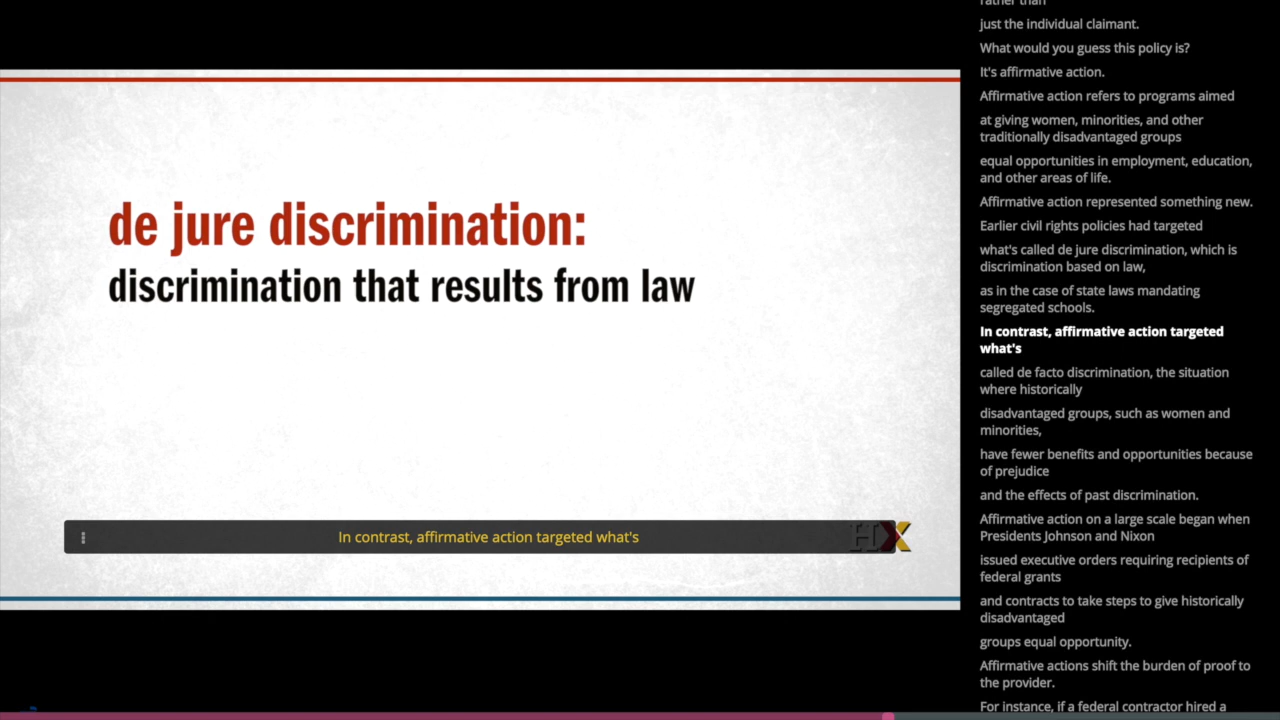 de jure discrimination:
discrimination that results from law
In contrast, affirmative action targeted what's
HX
rather than
just the individual claimant.
What would you guess this policy is?
It's affirmative action.
Affirmative action refers to programs aimed
at giving women, minorities, and other
traditionally disadvantaged groups
equal opportunities in employment, education,
and other areas of life.
Affirmative action represented something new.
Earlier civil rights policies had targeted
what's called de jure discrimination, which is
discrimination based on law,
as in the case of state laws mandating
segregated schools.
In contrast, affirmative action targeted
what's
called de facto discrimination, the situation
where historically
disadvantaged groups, such as women and
minorities,
have fewer benefits and opportunities because
of prejudice
and the effects of past discrimination.
Affirmative action on a large scale began when
Presidents Johnson and Nixon
issued executive orders requiring recipients of
federal grants
and contracts to take steps to give historically
disadvantaged
groups equal opportunity.
Affirmative actions shift the burden of proof to
the provider.
For instance, if a federal contractor hired a